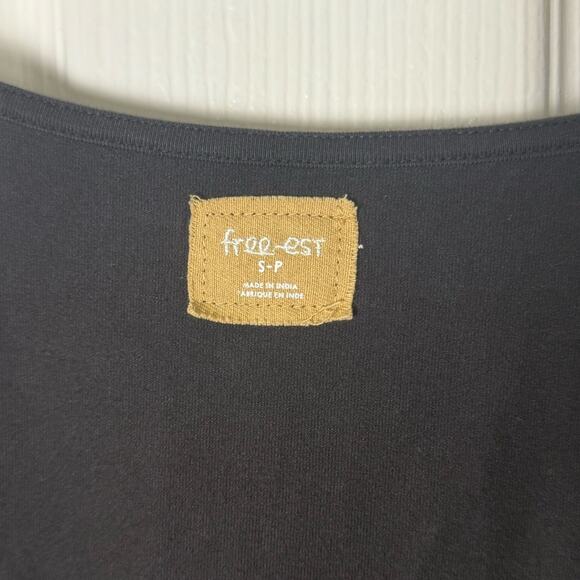 free-est
S-P
MADE IN INDIA
FABRIQUE EN INDE